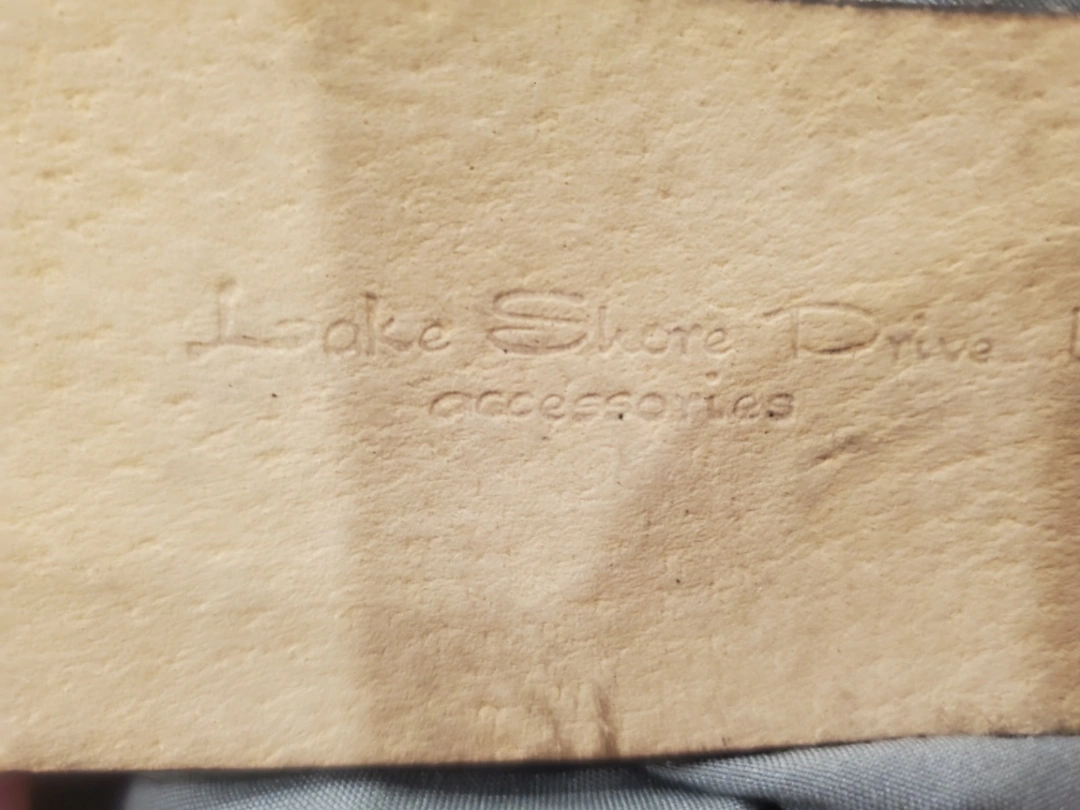 Lake Shore Drive
accessories